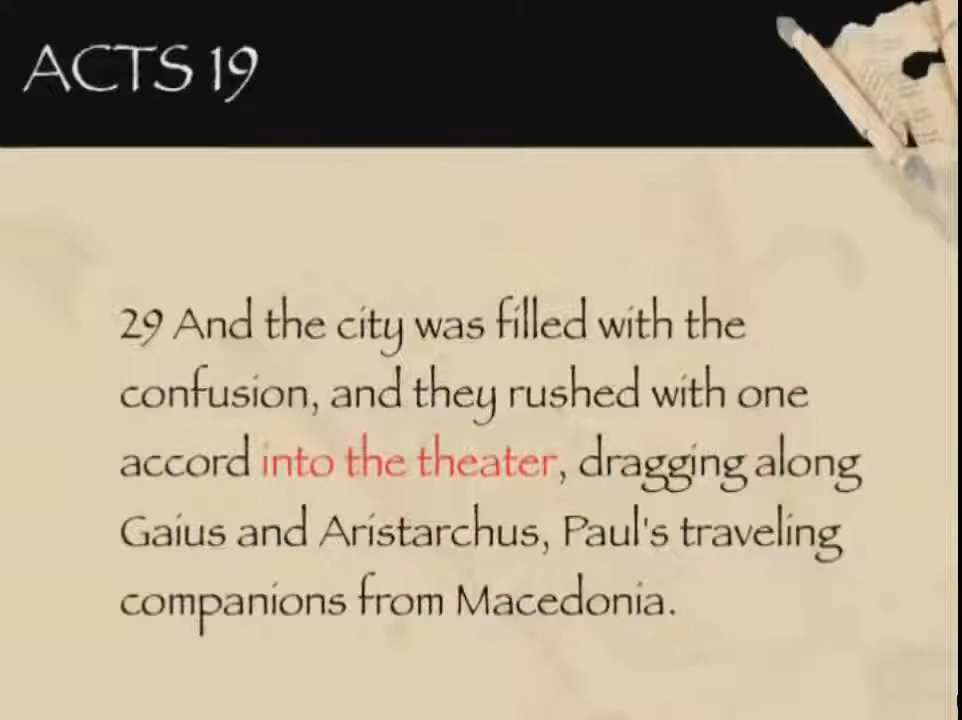 ACTS 19
29 And the city was filled with the
confusion, and they rushed with one
accord into the theater, dragging along
Gaius and Aristarchus, Paul's traveling
companions from Macedonia.